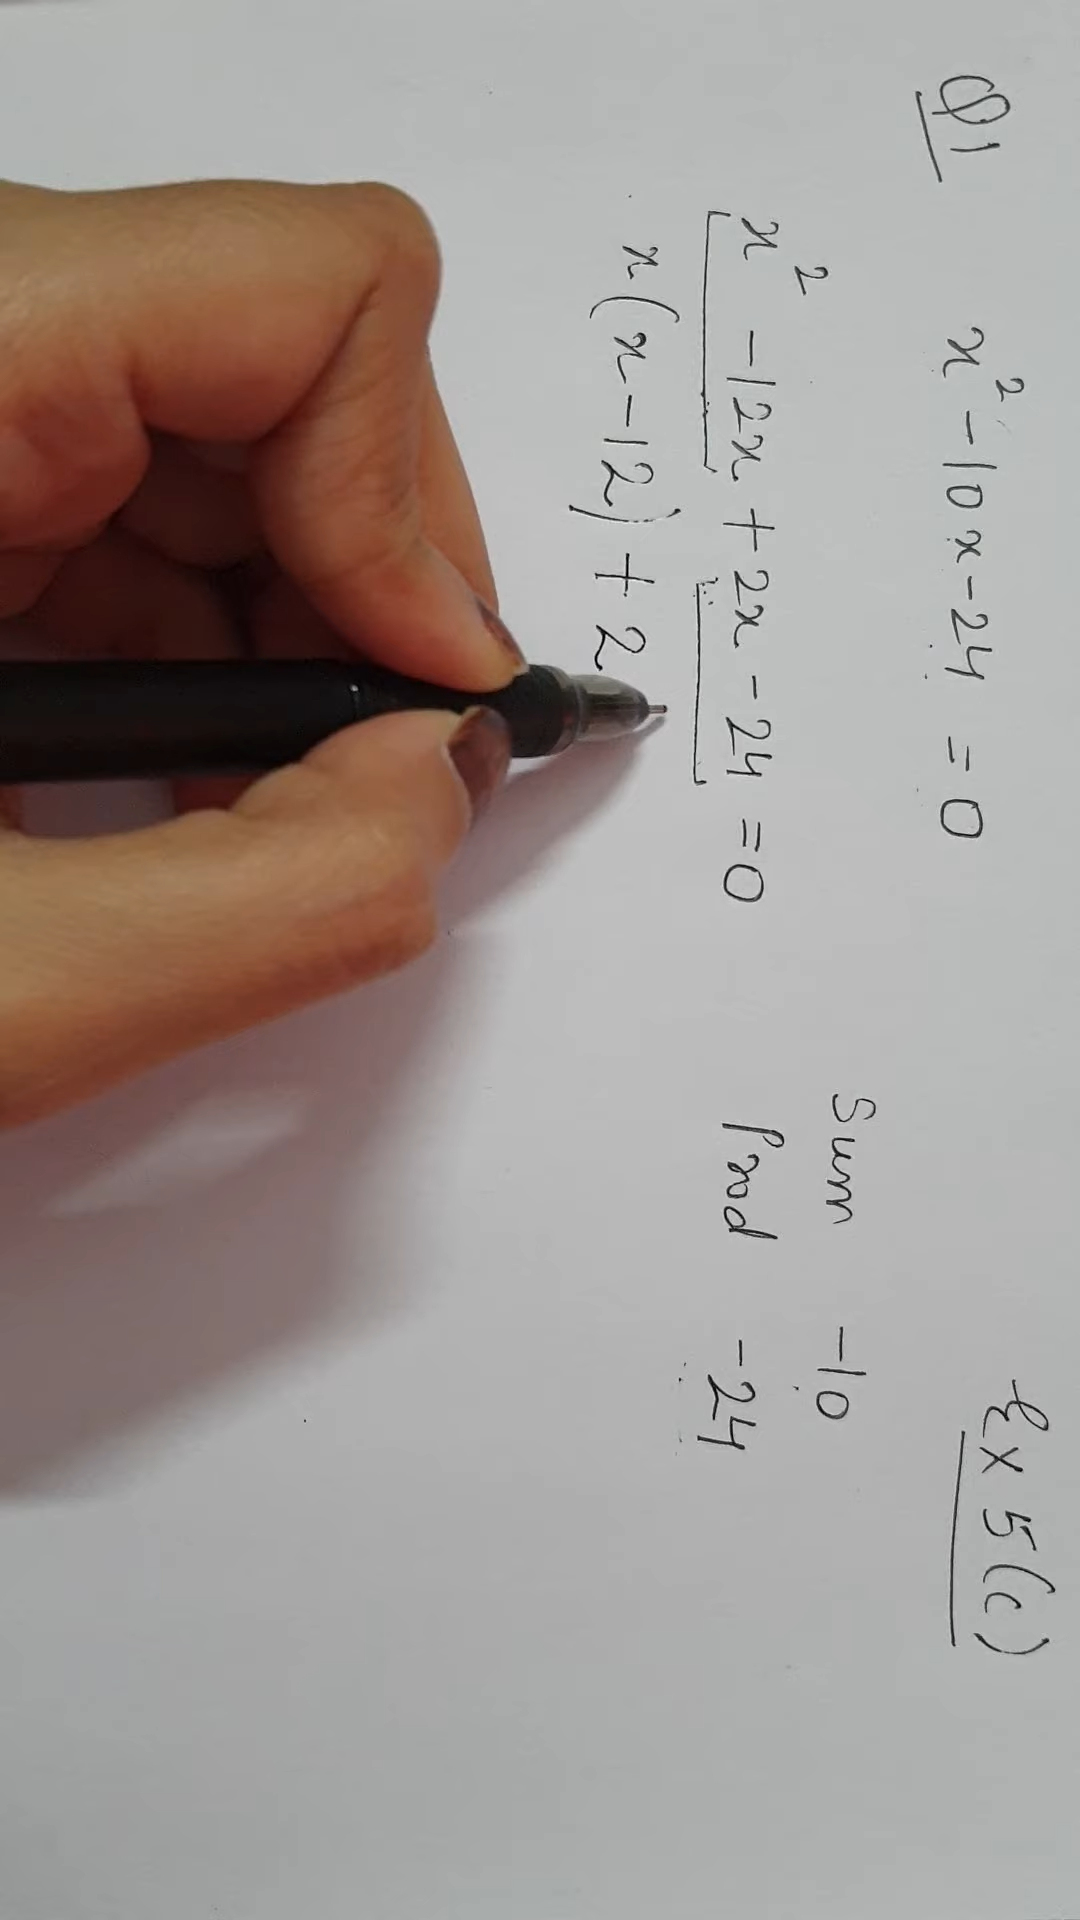 Ex 5(c)
Q1 x² - 10x - 24 = 0
Sum -10
x² - 12x + 2x - 24 = 0
Prod -24
x(x - 12) + 2